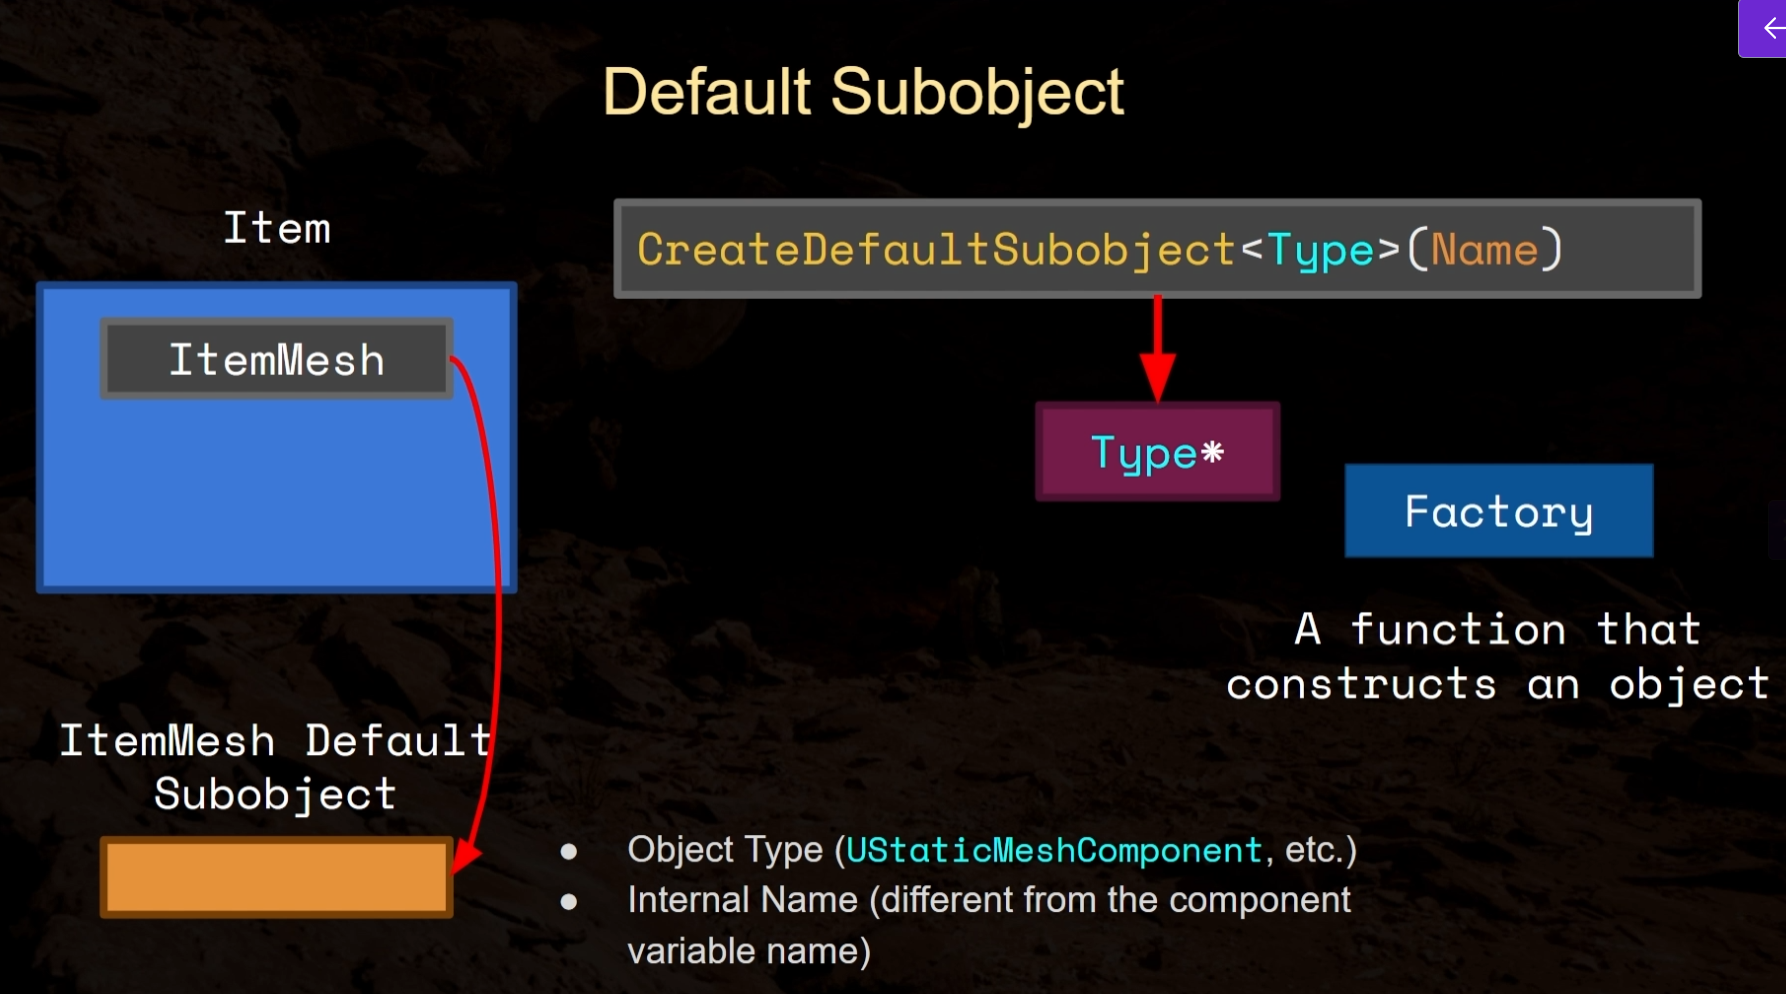 Default Subobject
Item
ItemMesh
ItemMesh Default
Subobject
CreateDefaultSubobject<Type>(Name)
Type*
Factory
A function that
constructs an object
● Object Type (UStaticMeshComponent, etc.)
● Internal Name (different from the component
variable name)